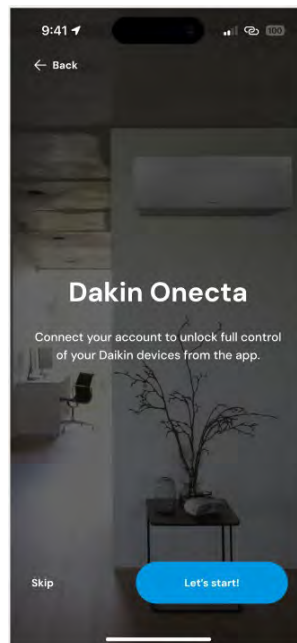 9:41
100
← Back
Dakin Onecta
Connect your account to unlock full control
of your Daikin devices from the app.
Skip
Let's start!